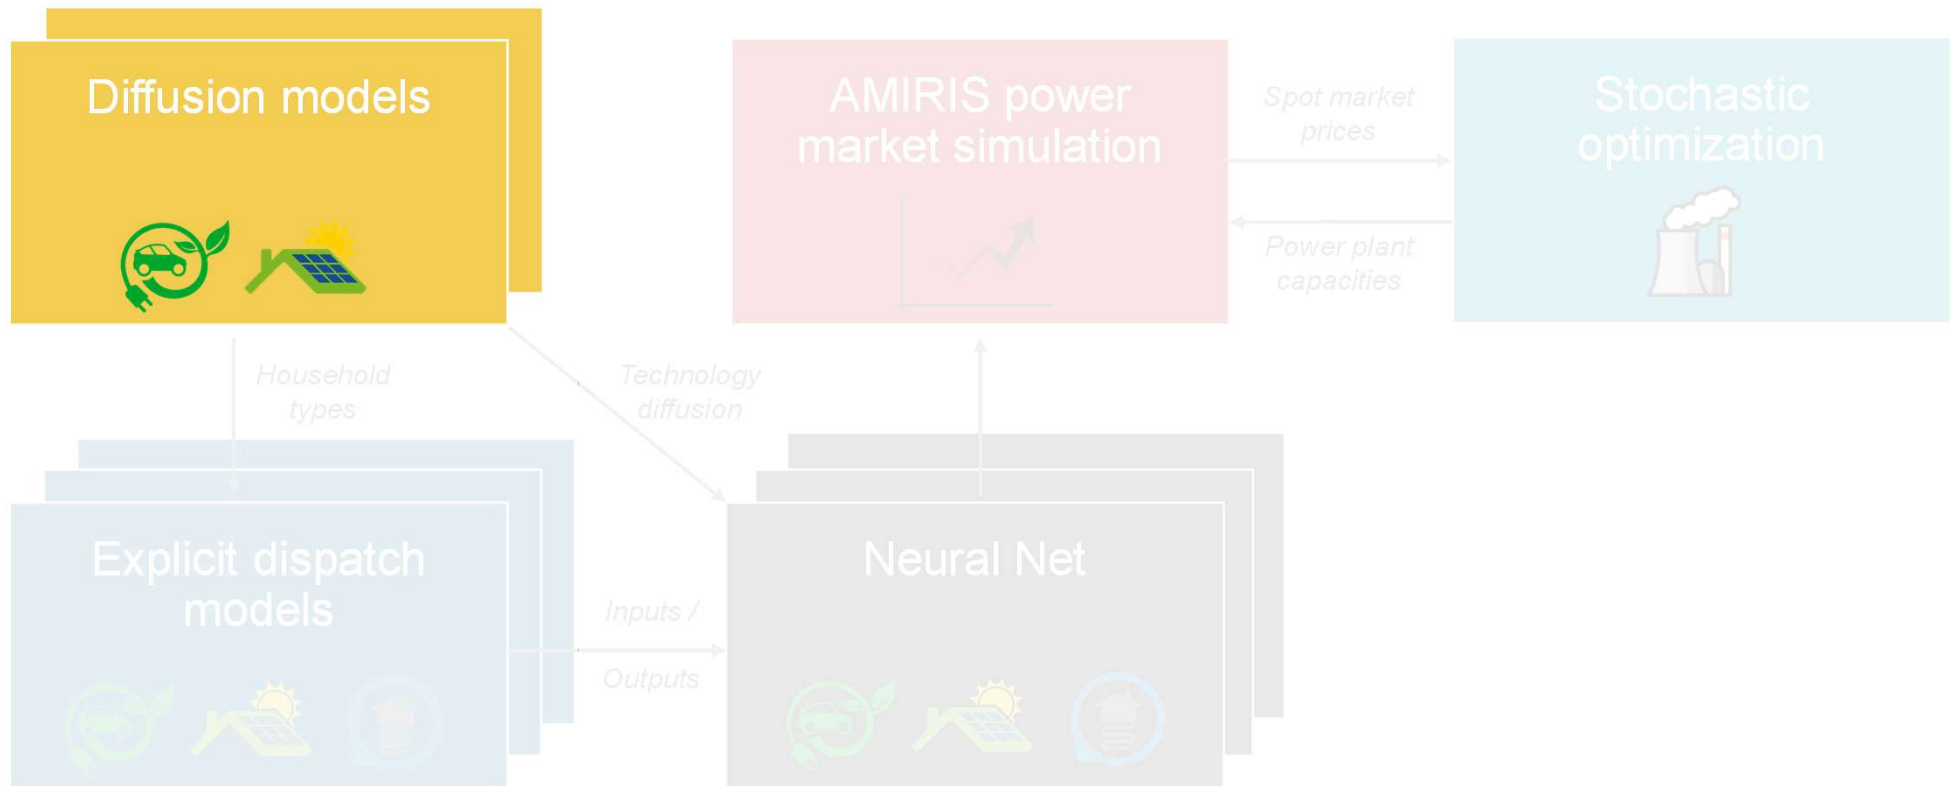 Diffusion models
AMIRIS power
market simulation
Spot market
prices
Stochastic
optimization
Power plant
capacities
Household
types
Technology
diffusion
Explicit dispatch
models
Inputs /
Outputs
Neural Net